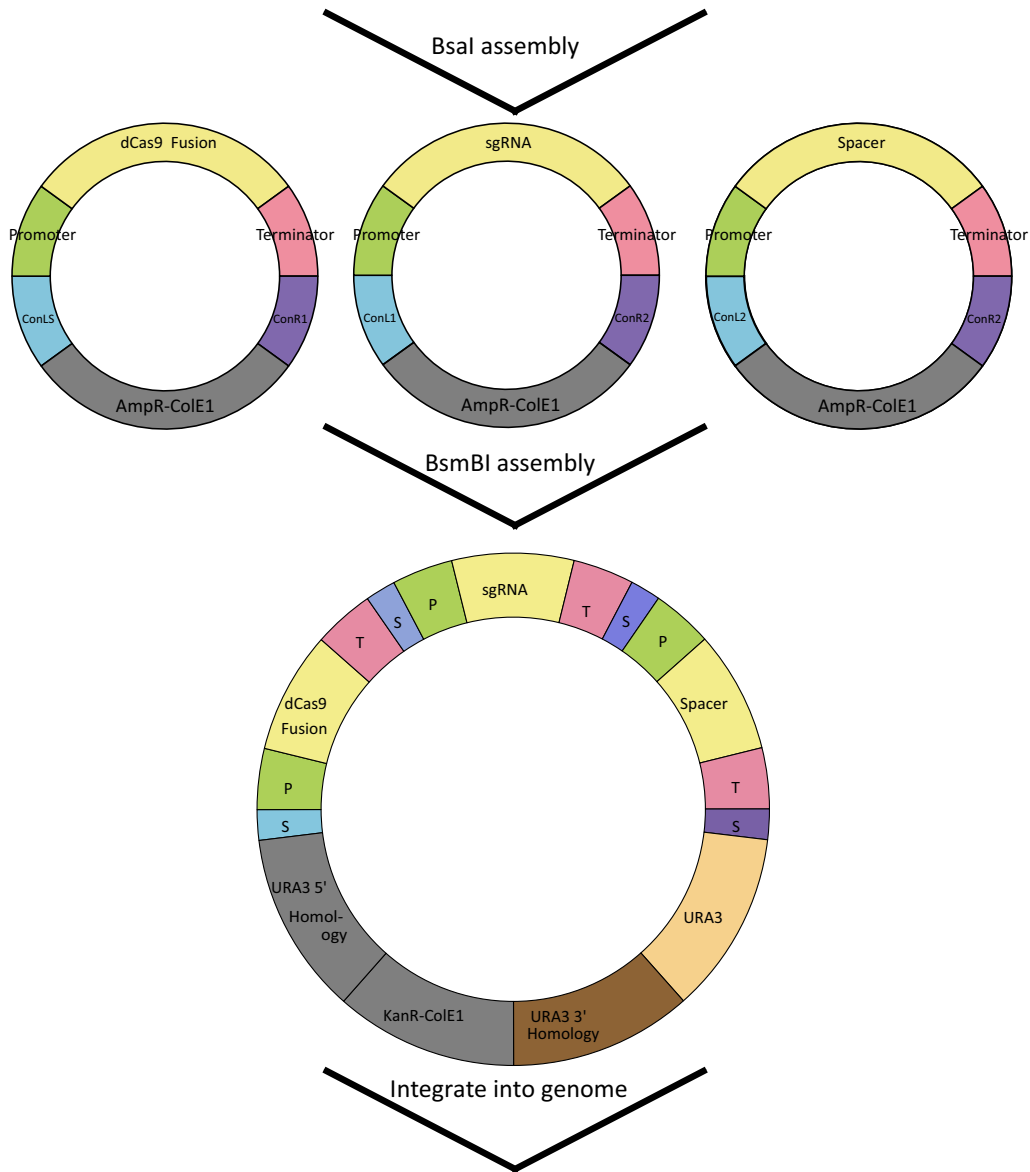 BsaI assembly
dCas9 Fusion
Promoter
Terminator
ConLS
ConR1
AmpR-ColE1
sgRNA
Promoter
Terminator
ConL1
ConR2
AmpR-ColE1
Spacer
Promoter
Terminator
ConL2
ConR2
AmpR-ColE1
BsmBI assembly
S
P
dCas9
Fusion
T
S
P
sgRNA
T
S
P
Spacer
T
S
URA3
URA3 3'
Homology
KanR-ColE1
URA3 5'
Homol-
ogy
Integrate into genome